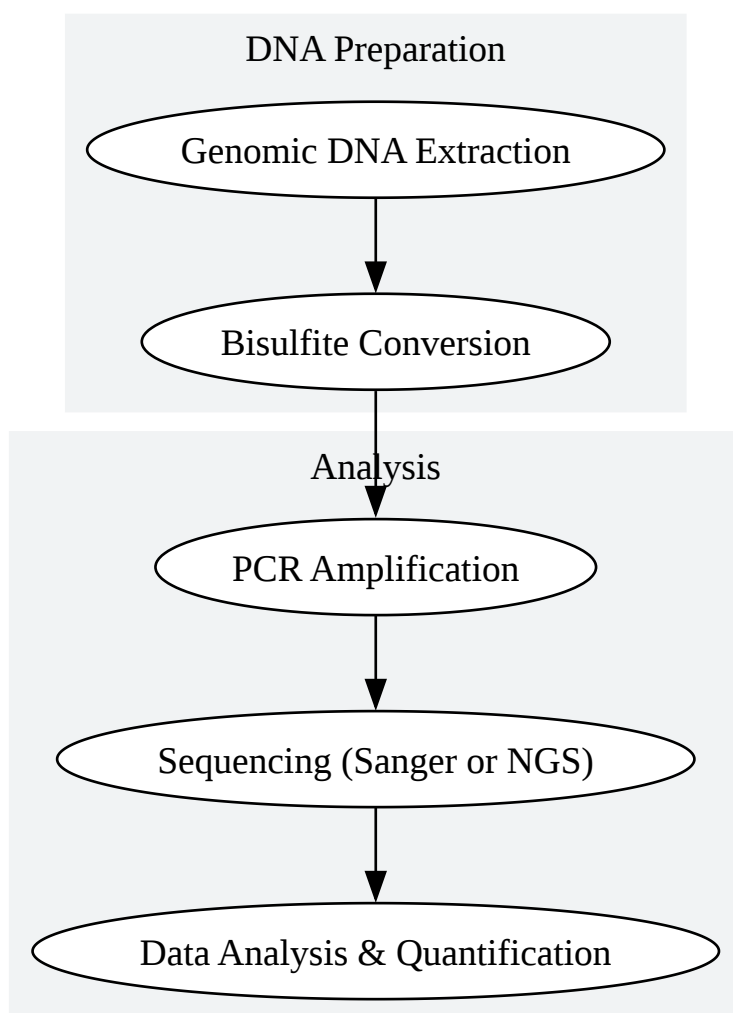 DNA Preparation
Genomic DNA Extraction
Bisulfite Conversion
Analysis
PCR Amplification
Sequencing (Sanger or NGS)
Data Analysis & Quantification